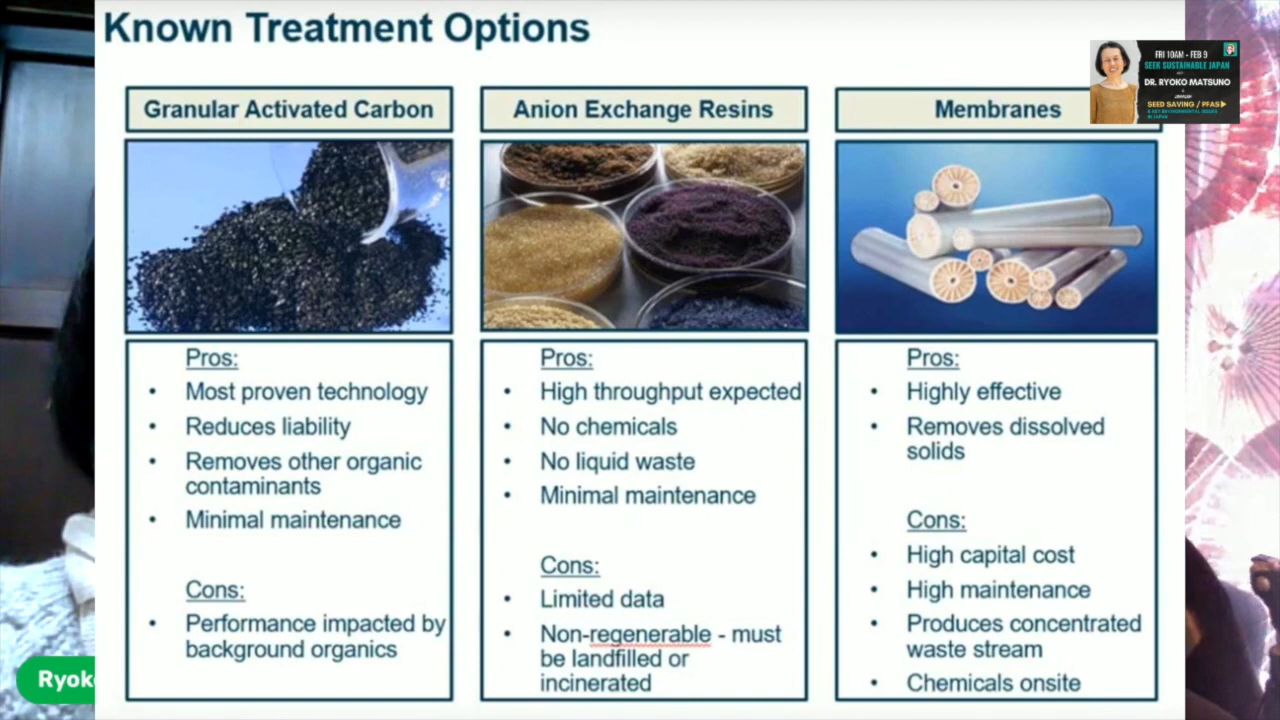 Known Treatment Options
FRI 10AM - FEB 9
SEEK SUSTAINABLE JAPAN
DR. RYOKO MATSUNO
SEED SAVING / PFAS
Granular Activated Carbon
Pros:
• Most proven technology
• Reduces liability
• Removes other organic
contaminants
• Minimal maintenance
Cons:
• Performance impacted by
background organics
Anion Exchange Resins
Pros:
• High throughput expected
• No chemicals
• No liquid waste
• Minimal maintenance
Cons:
• Limited data
• Non-regenerable - must
be landfilled or
incinerated
Membranes
Pros:
• Highly effective
• Removes dissolved
solids
Cons:
• High capital cost
• High maintenance
• Produces concentrated
waste stream
• Chemicals onsite
Ryok